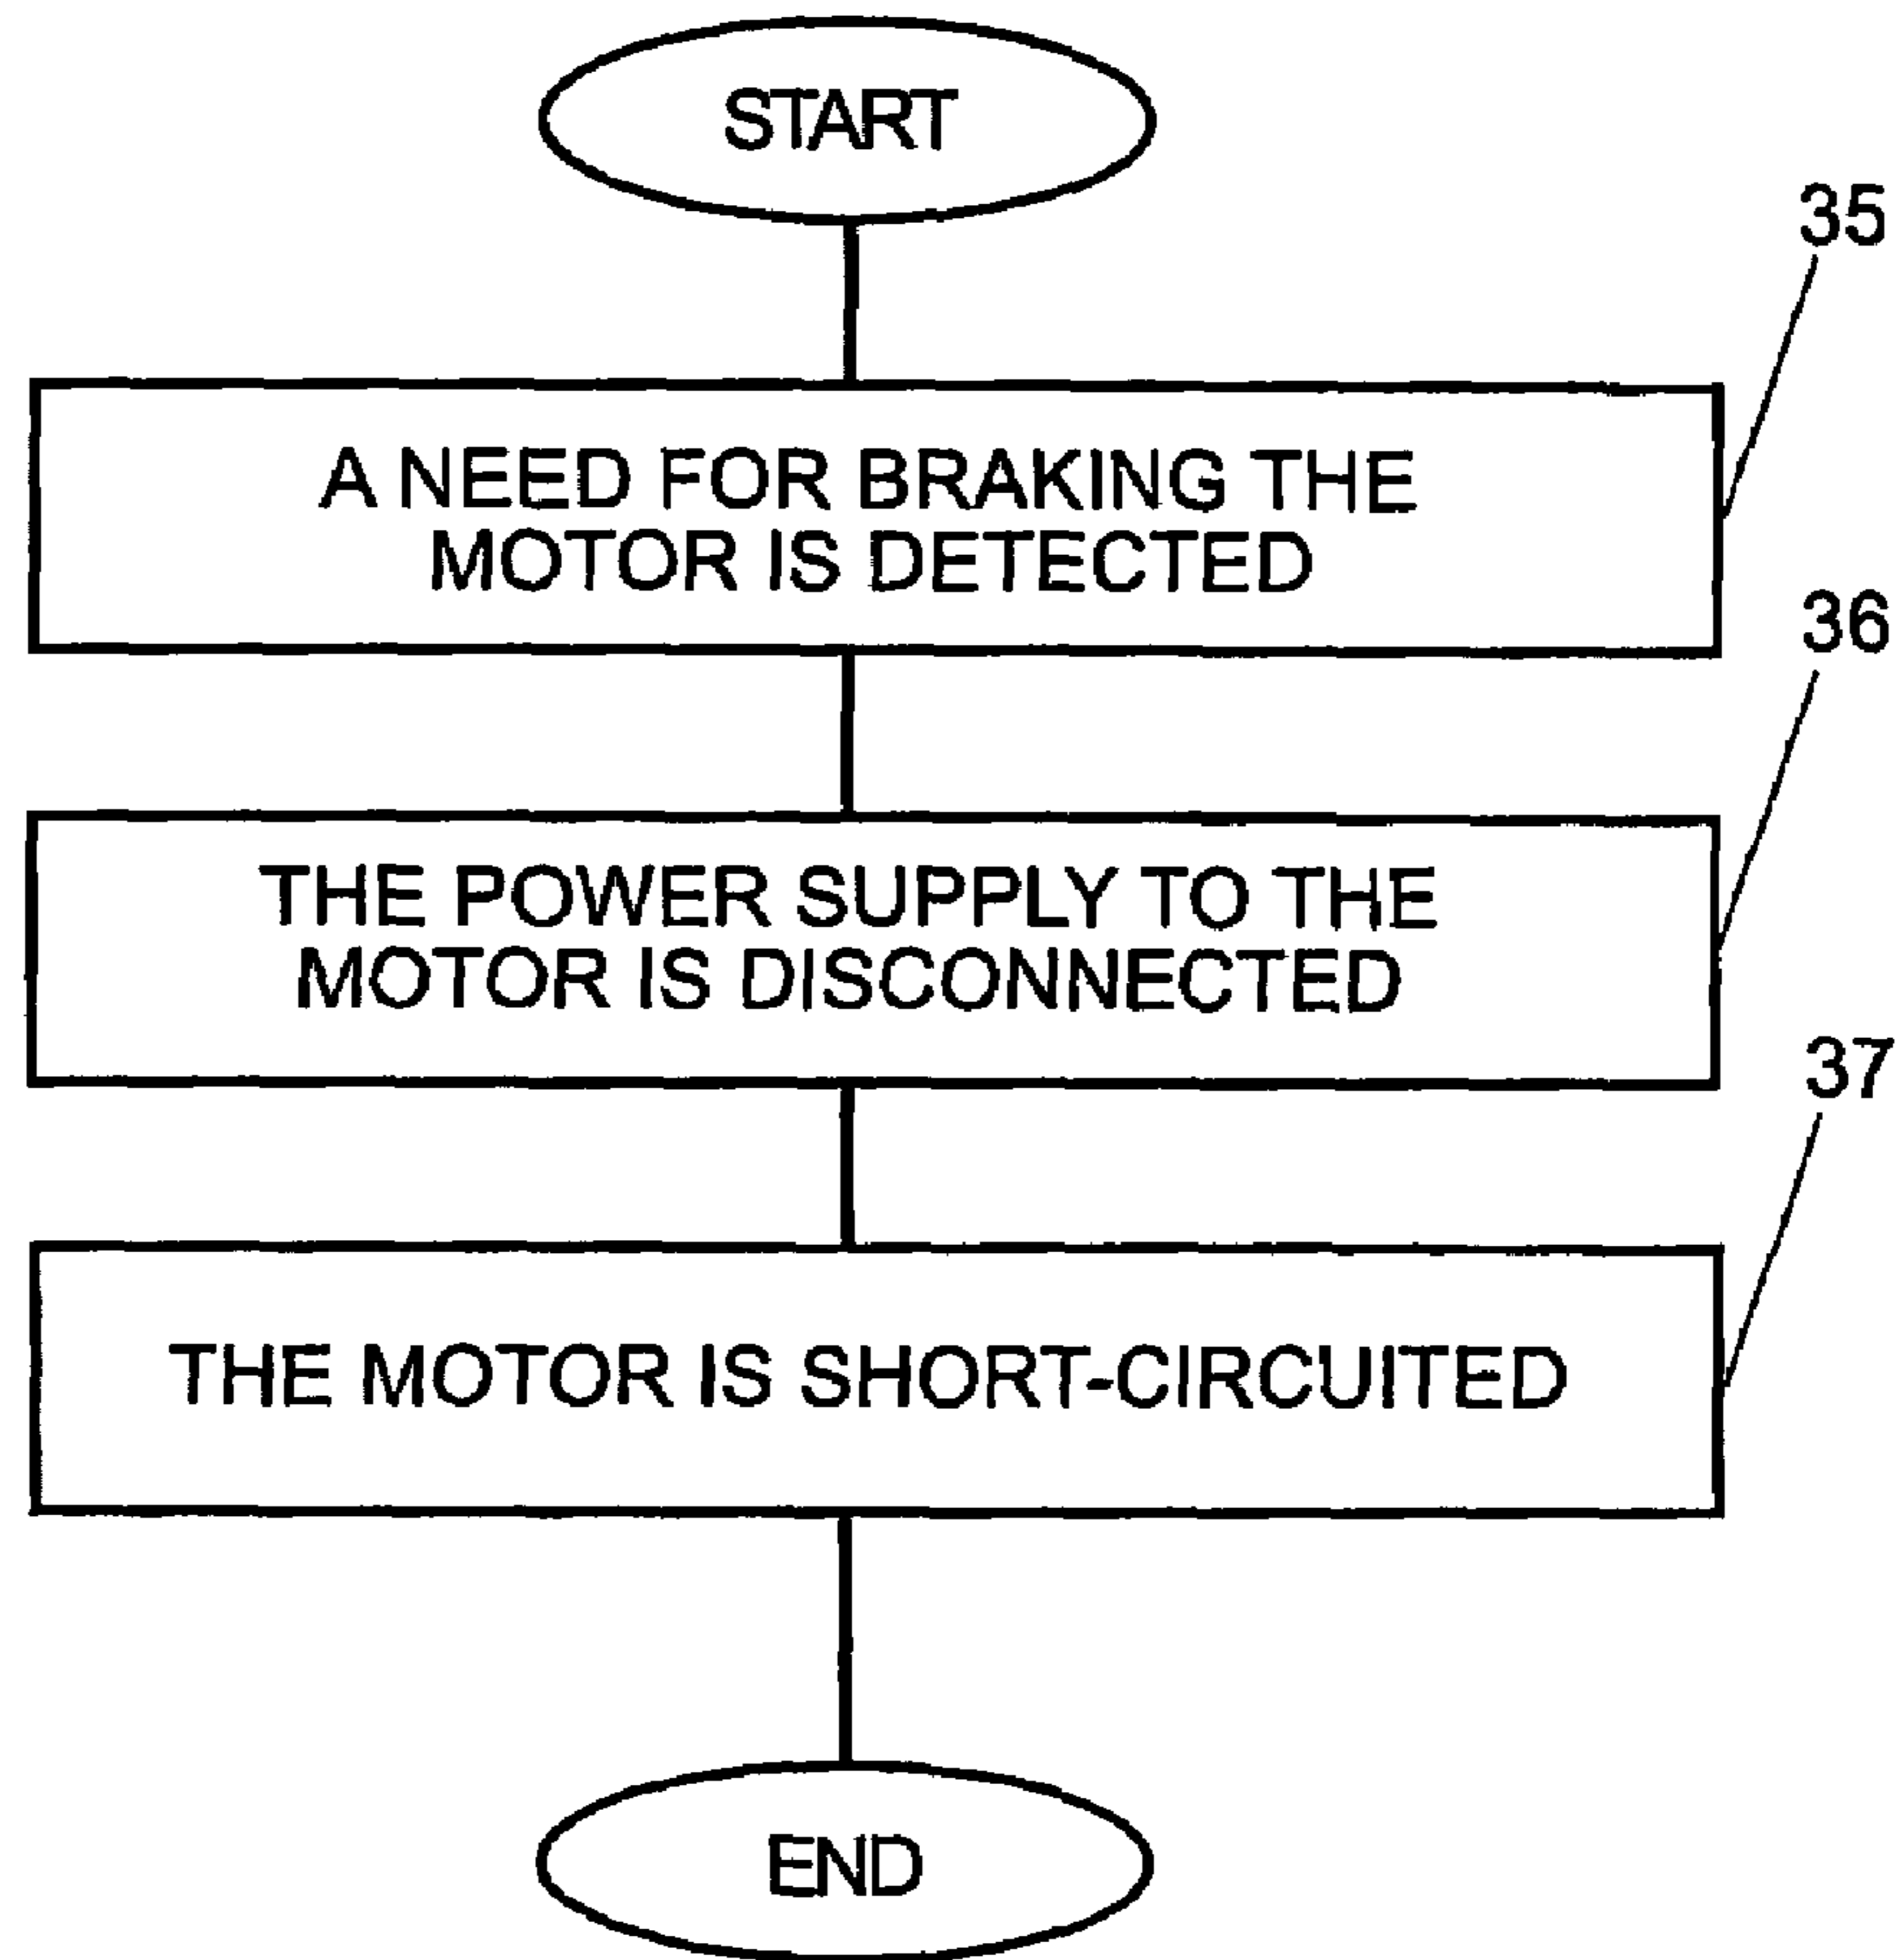 START
35
A NEED FOR BRAKING THE
MOTOR IS DETECTED
36
THE POWER SUPPLY TO THE
MOTOR IS DISCONNECTED
37
THE MOTOR IS SHORT-CIRCUITED
END